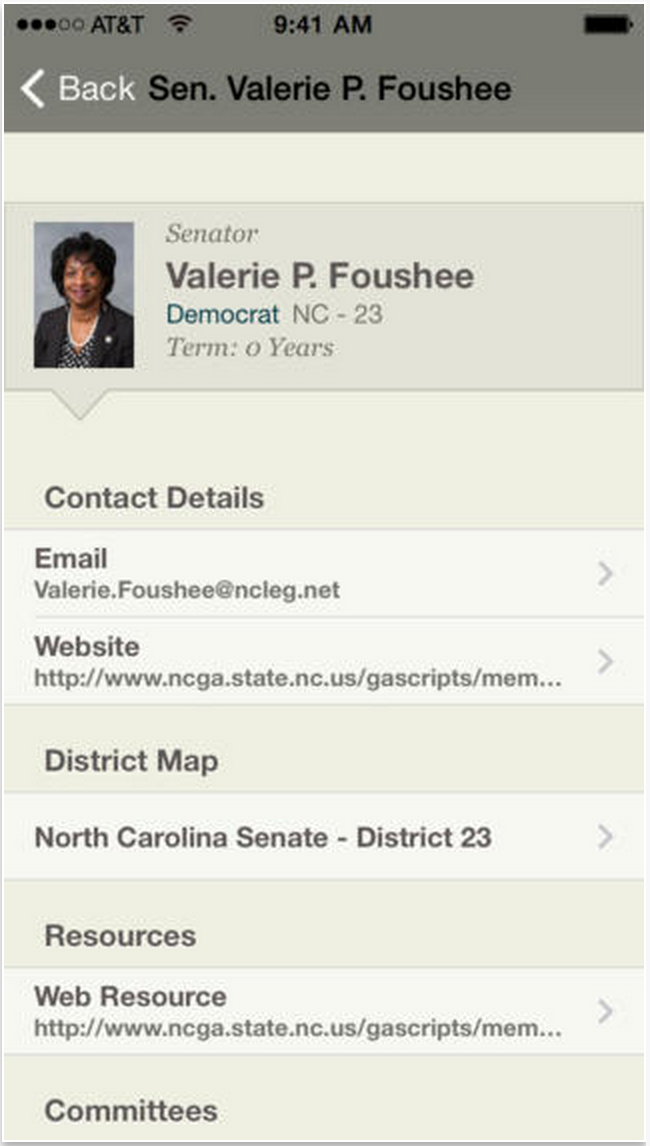 AT&T 9:41 AM
Back Sen. Valerie P. Foushee
Senator
Valerie P. Foushee
Democrat NC - 23
Term: 0 Years
Contact Details
Email
Valerie.Foushee@ncleg.net
Website
http://www.ncga.state.nc.us/gascripts/mem...
District Map
North Carolina Senate - District 23
Resources
Web Resource
http://www.ncga.state.nc.us/gascripts/mem...
Committees